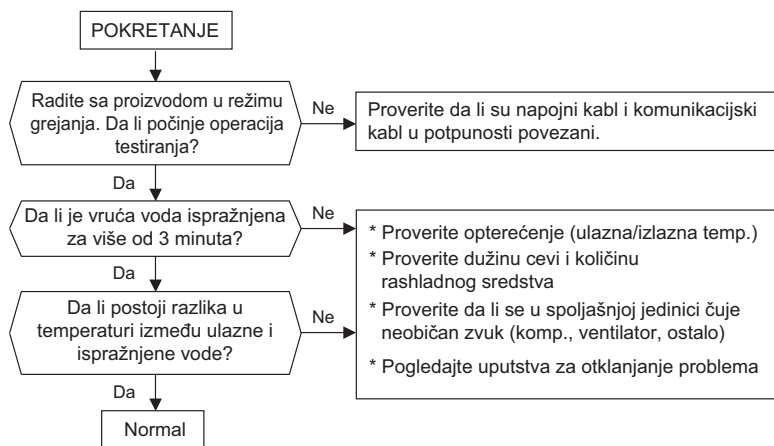 POKRETANJE
Radite sa proizvodom u režimu
grejanja. Da li počinje operacija
testiranja?
Ne
Proverite da li su napojni kabl i komunikacijski
kabl u potpunosti povezani.
Da
Da li je vruća voda ispražnjena
za više od 3 minuta?
Ne
* Proverite opterećenje (ulazna/izlazna temp.)
* Proverite dužinu cevi i količinu
rashladnog sredstva
* Proverite da li se u spoljašnjoj jedinici čuje
neobičan zvuk (komp., ventilator, ostalo)
* Pogledajte uputstva za otklanjanje problema
Da
Da li postoji razlika u
temperaturi između ulazne i
ispražnjene vode?
Ne
Da
Normal